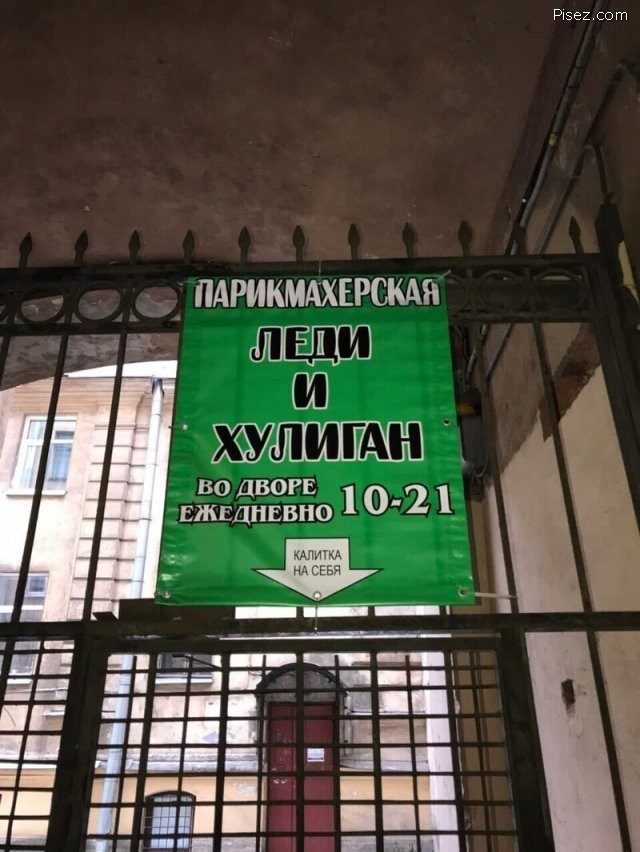 Pisez.com
ПАРИКМАХЕРСКАЯ
ЛЕДИ
И
ХУЛИГАН
ВО ДВОРЕ
ЕЖЕДНЕВНО 10-21
КАЛИТКА
НА СЕБЯ